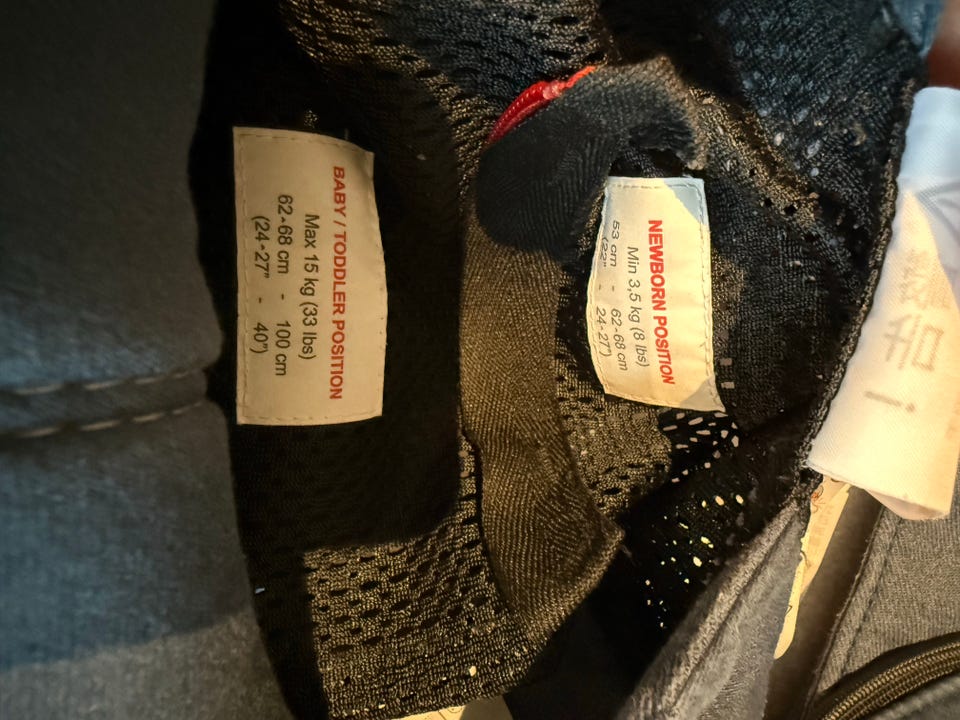 BABY / TODDLER POSITION
Max 15 kg (33 lbs)
62-68 cm - 100 cm
(24-27" - 40")
NEWBORN POSITION
Min 3,5 kg (8 lbs)
53 cm - 62-68 cm
(22" - 24-27")